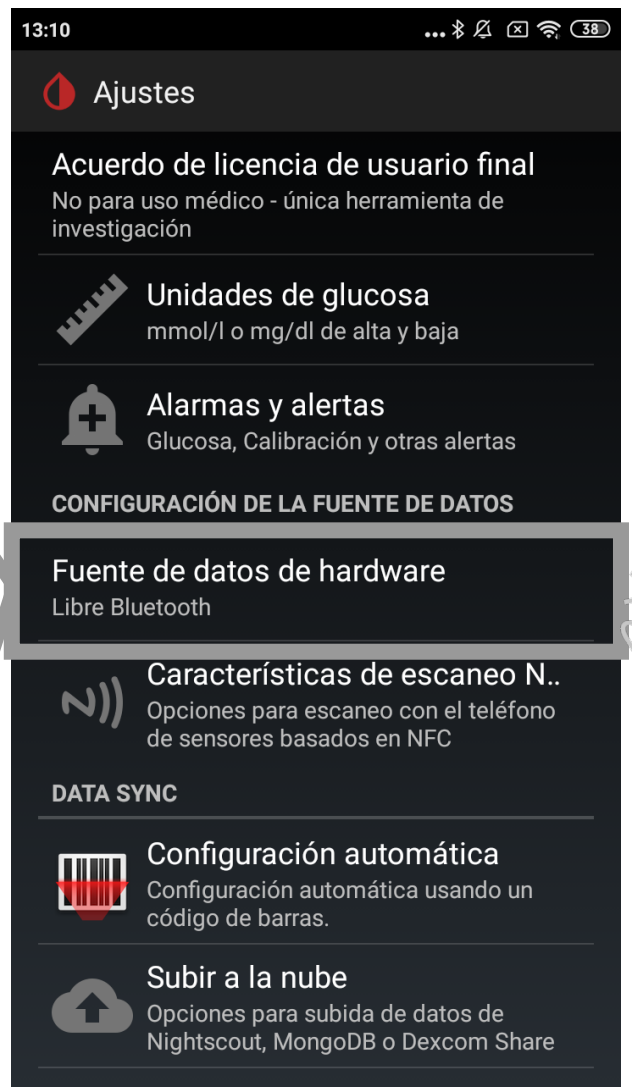 13:10
38
Ajustes
Acuerdo de licencia de usuario final
No para uso médico - única herramienta de
investigación
Unidades de glucosa
mmol/l o mg/dl de alta y baja
Alarmas y alertas
Glucosa, Calibración y otras alertas
CONFIGURACIÓN DE LA FUENTE DE DATOS
Fuente de datos de hardware
Libre Bluetooth
Características de escaneo N..
Opciones para escaneo con el teléfono
de sensores basados en NFC
DATA SYNC
Configuración automática
Configuración automática usando un
código de barras.
Subir a la nube
Opciones para subida de datos de
Nightscout, MongoDB o Dexcom Share